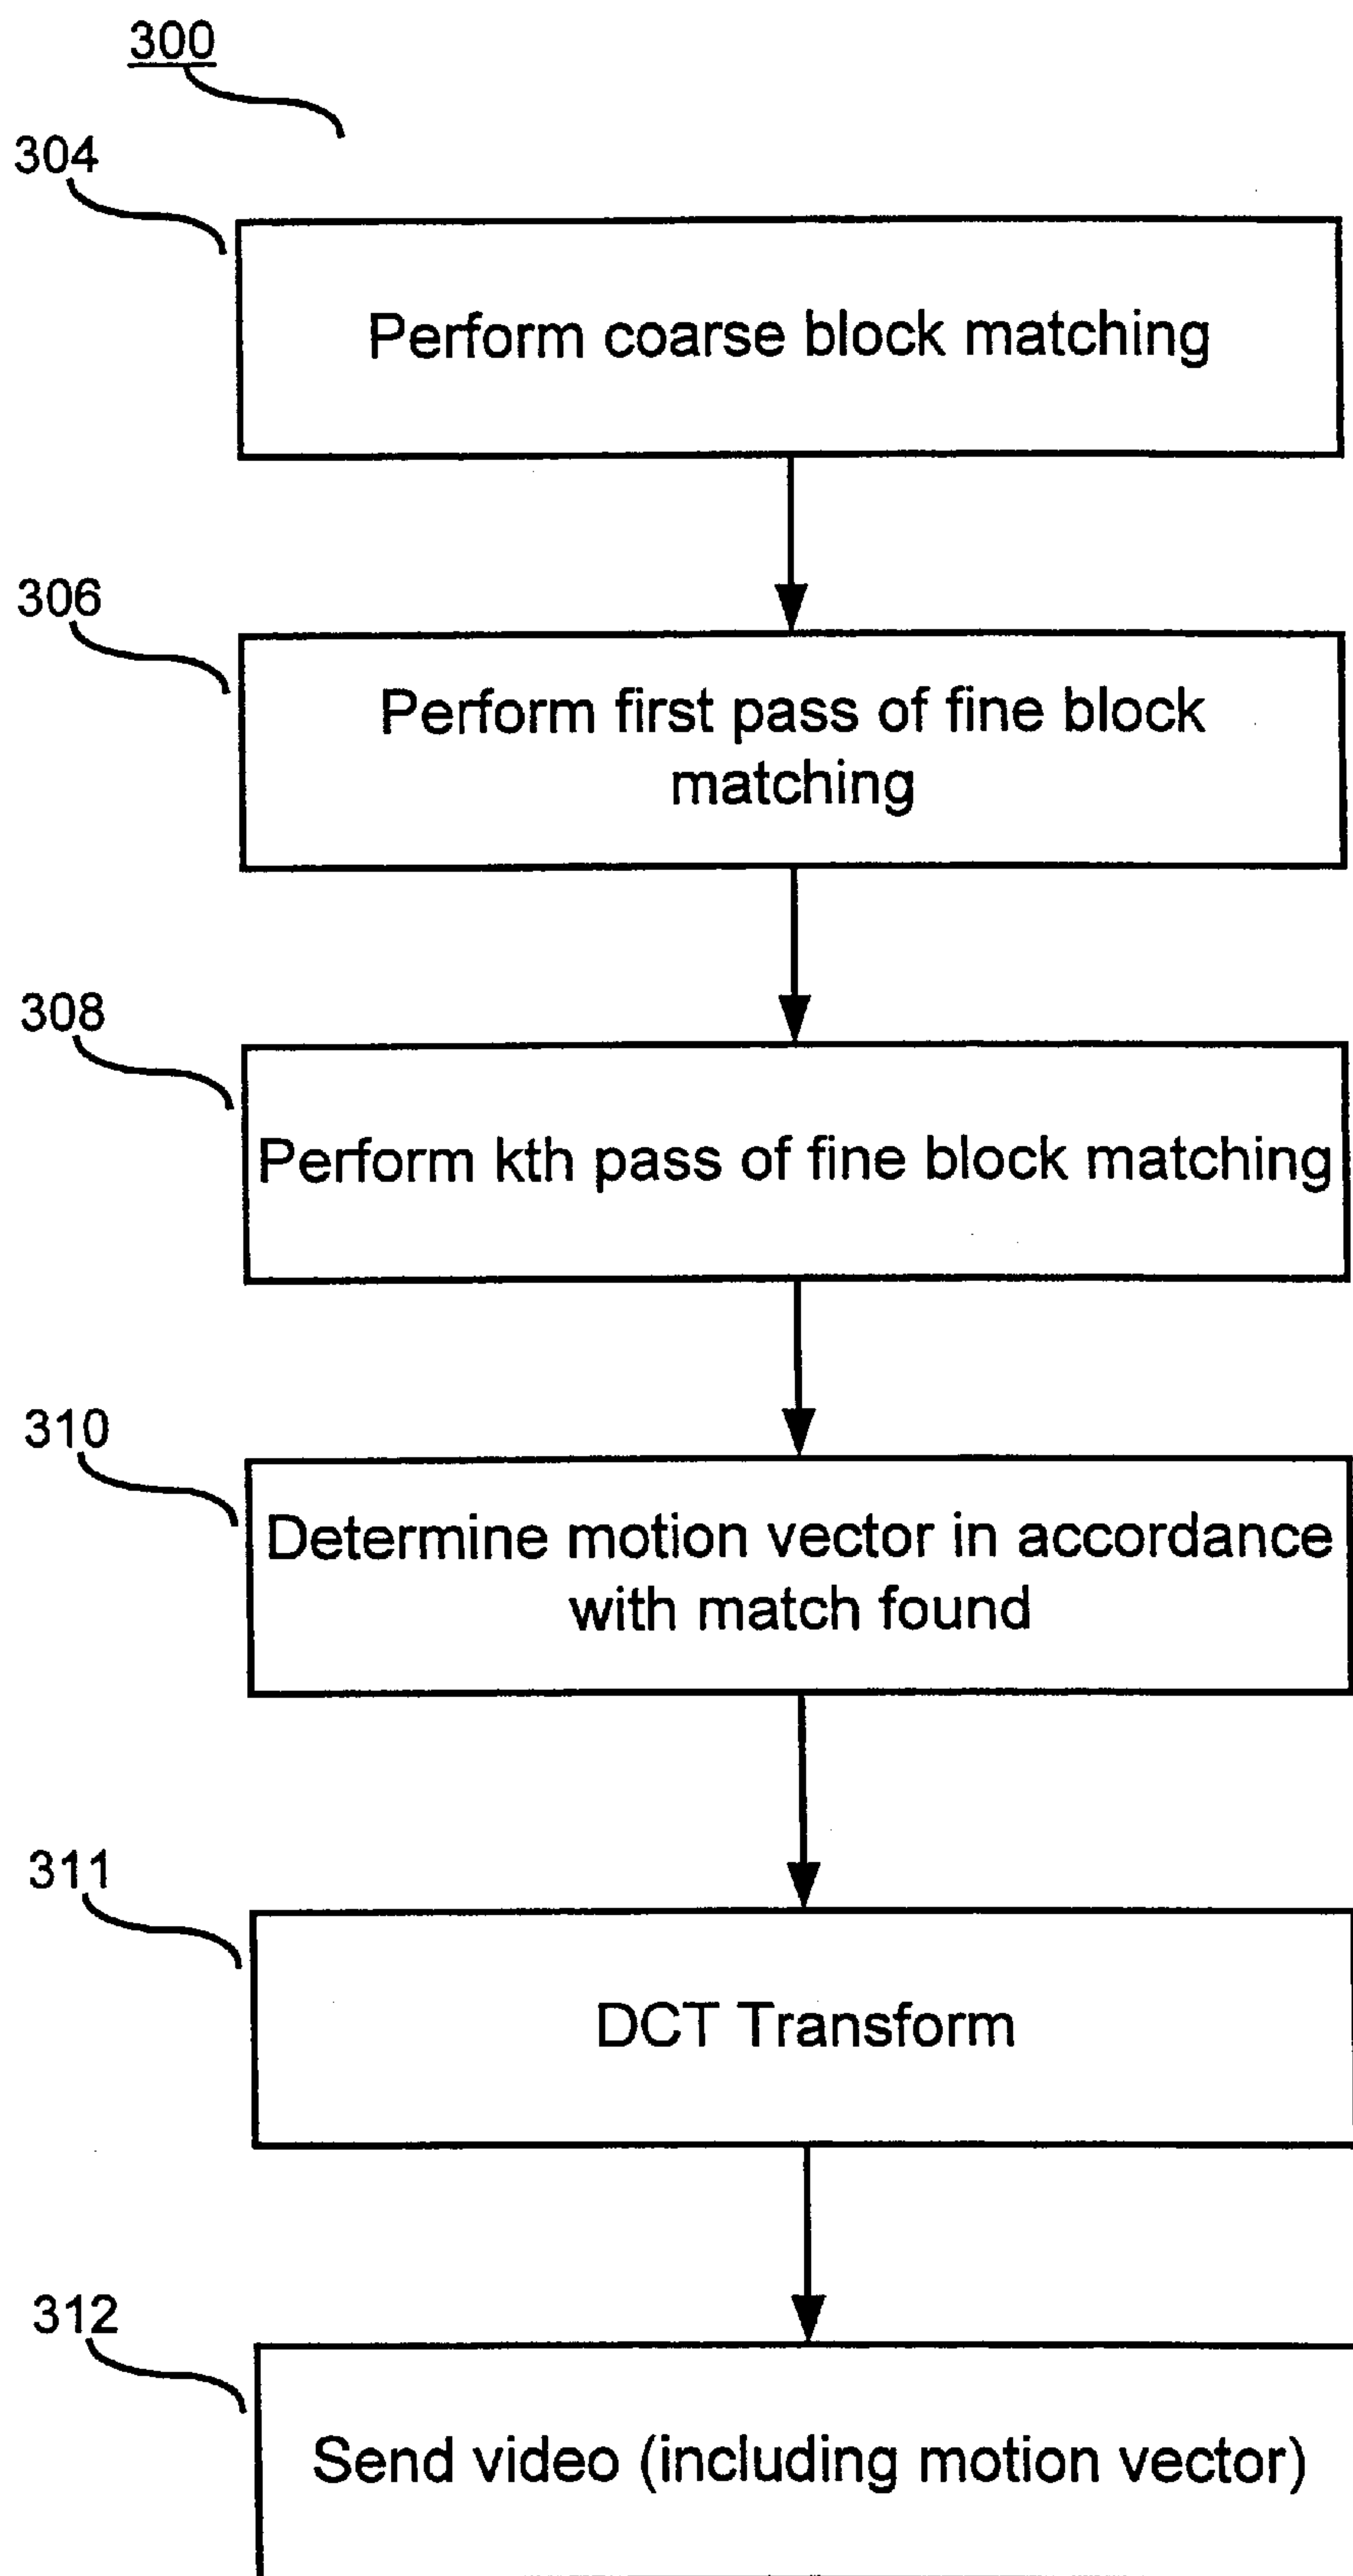 300
304
Perform coarse block matching
306
Perform first pass of fine block
matching
308
Perform kth pass of fine block matching
310
Determine motion vector in accordance
with match found
311
DCT Transform
312
Send video (including motion vector)